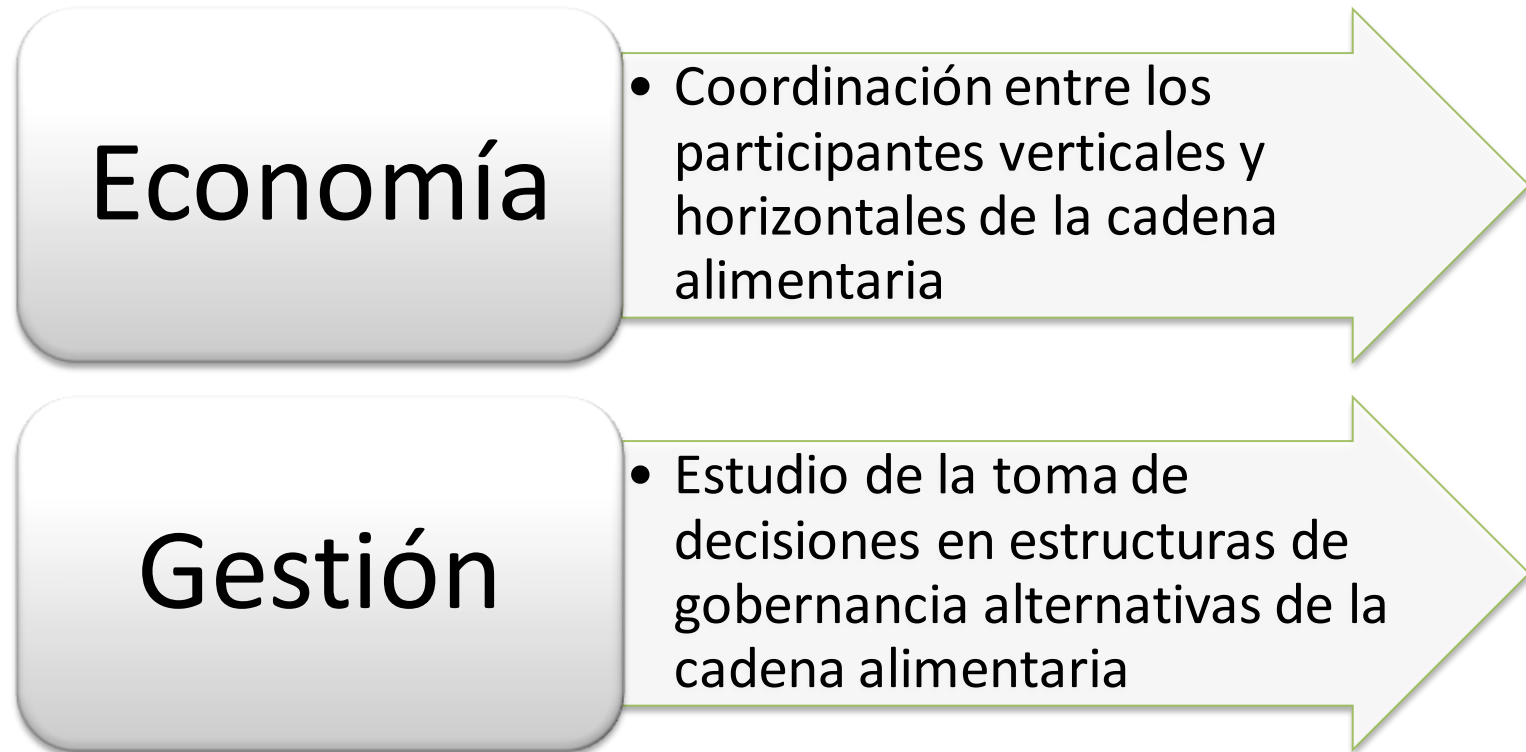 Economía
• Coordinación entre los
participantes verticales y
horizontales de la cadena
alimentaria
Gestión
• Estudio de la toma de
decisiones en estructuras de
gobernancia alternativas de la
cadena alimentaria